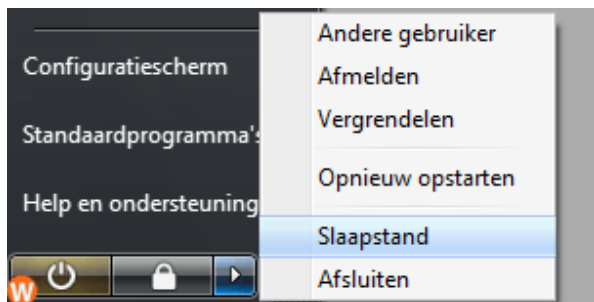 Configuratiescherm
Standaardprogramma's
Help en ondersteuning
W
Andere gebruiker
Afmelden
Vergrendelen
Opnieuw opstarten
Slaapstand
Afsluiten